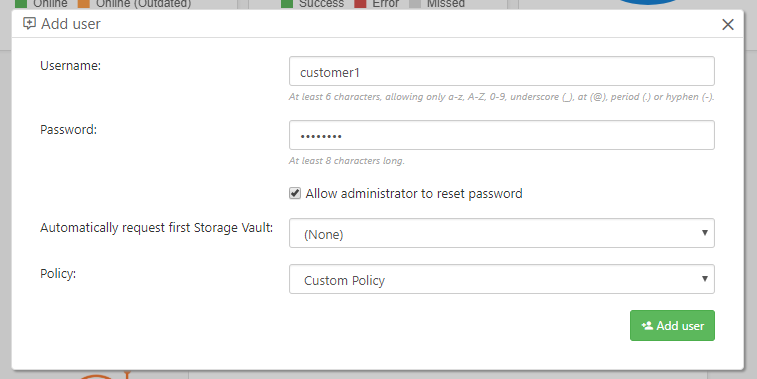 Online Online (Outdated) Success Error Missed
Add user
Username:
customer1
At least 6 characters, allowing only a-z, A-Z, 0-9, underscore (_), at (@), period (.) or hyphen (-).
Password:
••••••••
At least 8 characters long.
Allow administrator to reset password
Automatically request first Storage Vault:
(None)
Policy:
Custom Policy
Add user